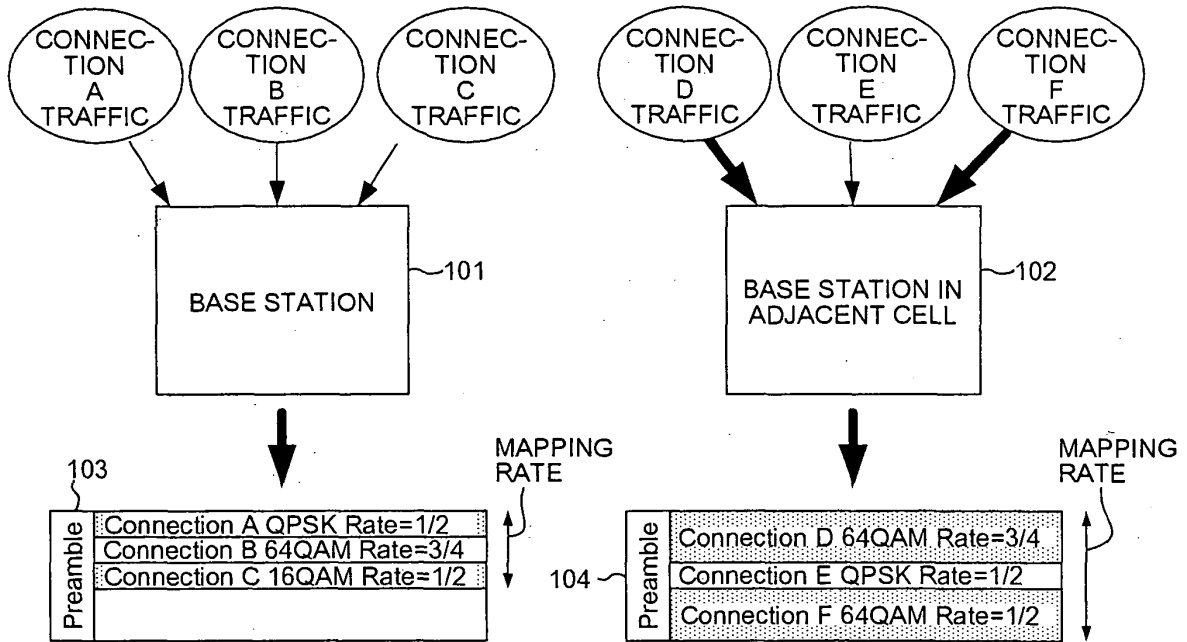 CONNEC-
TION
A
TRAFFIC
CONNEC-
TION
B
TRAFFIC
CONNEC-
TION
C
TRAFFIC
CONNEC-
TION
D
TRAFFIC
CONNEC-
TION
E
TRAFFIC
CONNEC-
TION
F
TRAFFIC
BASE STATION
101
BASE STATION IN
ADJACENT CELL
102
103
MAPPING
RATE
Preamble
Connection A QPSK Rate=1/2
Connection B 64QAM Rate=3/4
Connection C 16QAM Rate=1/2
104
MAPPING
RATE
Preamble
Connection D 64QAM Rate=3/4
Connection E QPSK Rate=1/2
Connection F 64QAM Rate=1/2